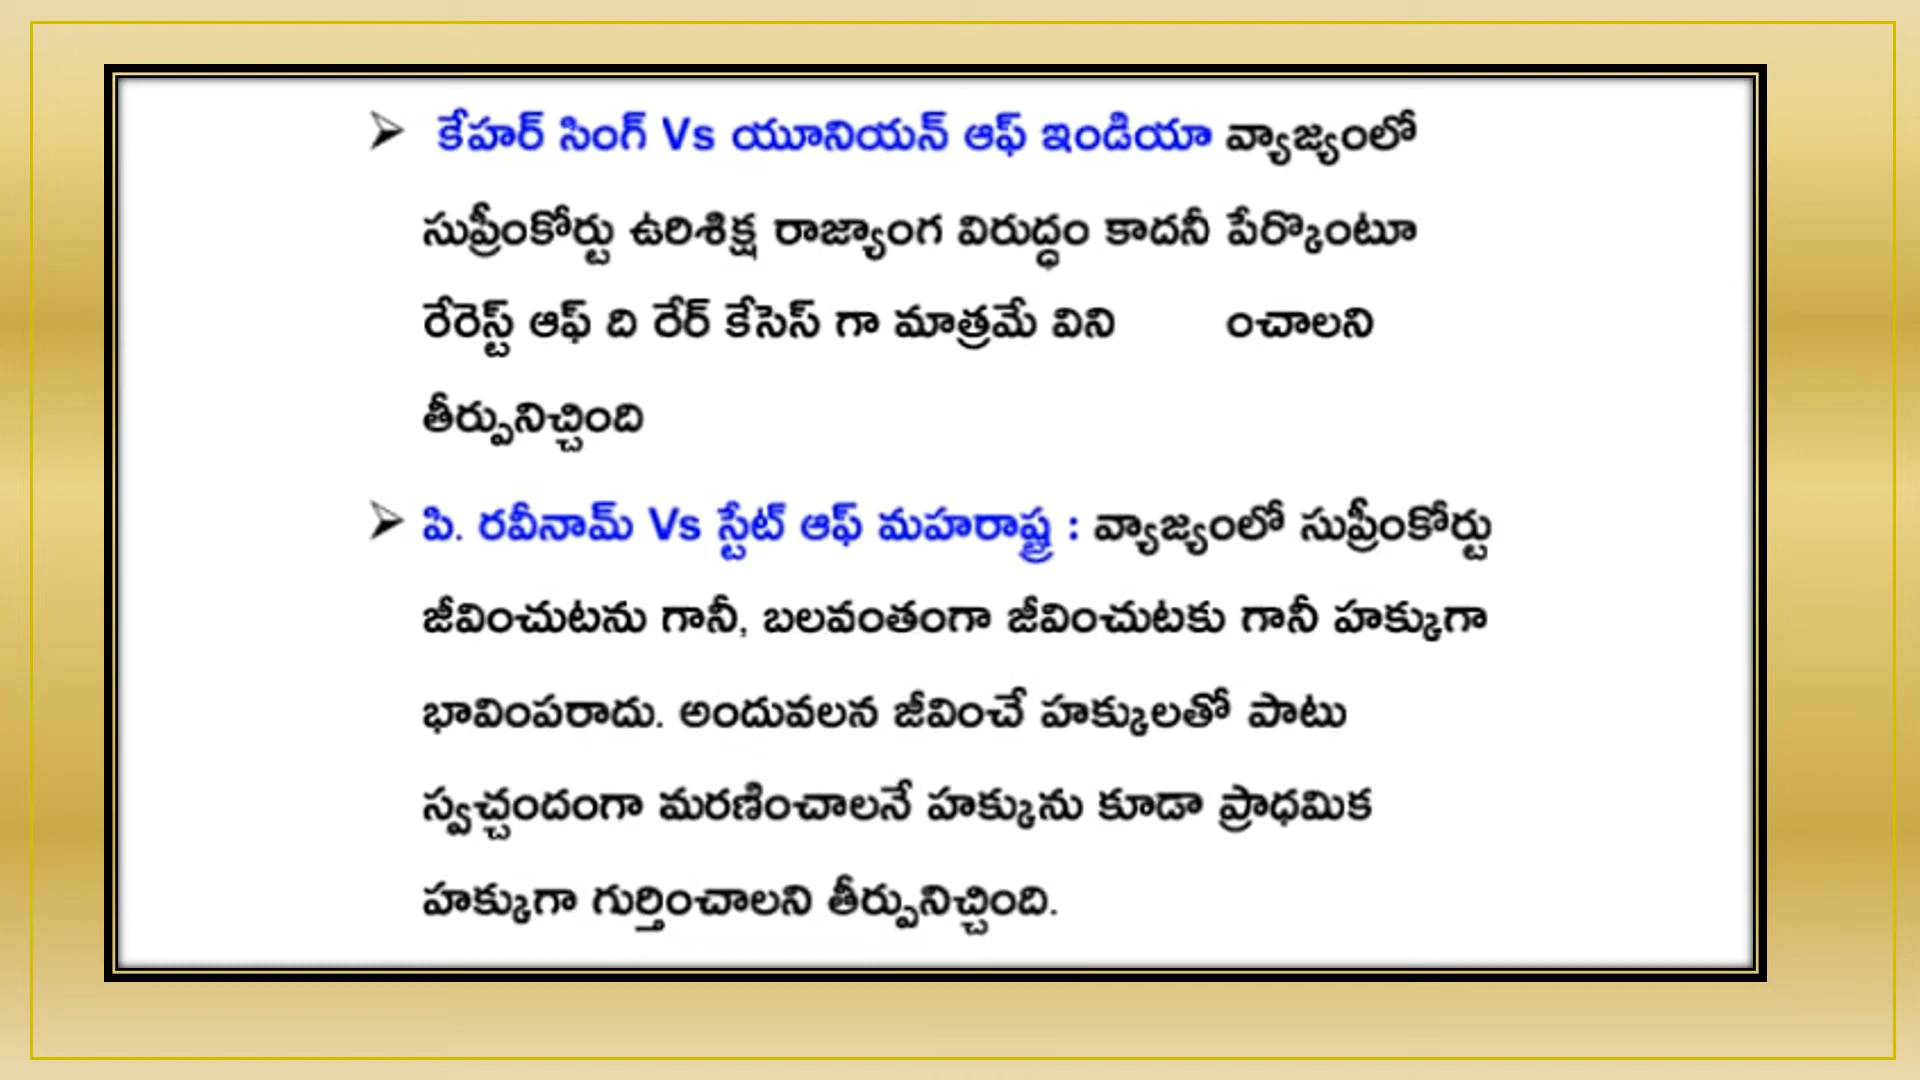 ➤ కేహర్ సింగ్ Vs యూనియన్ ఆఫ్ ఇండియా వ్యాజ్యంలో
సుప్రీంకోర్టు ఉరిశిక్ష రాజ్యాంగ విరుద్ధం కాదనీ పేర్కొంటూ
రేరెస్ట్ ఆఫ్ ది రేర్ కేసెస్ గా మాత్రమే విని ంచాలని
తీర్పునిచ్చింది
➤ పి. రవీనామ్ Vs స్టేట్ ఆఫ్ మహరాష్ట్ర : వ్యాజ్యంలో సుప్రీంకోర్టు
జీవించుటను గానీ, బలవంతంగా జీవించుటకు గానీ హక్కుగా
భావింపరాదు. అందువలన జీవించే హక్కులతో పాటు
స్వచ్చందంగా మరణించాలనే హక్కును కూడా ప్రాధమిక
హక్కుగా గుర్తించాలని తీర్పునిచ్చింది.